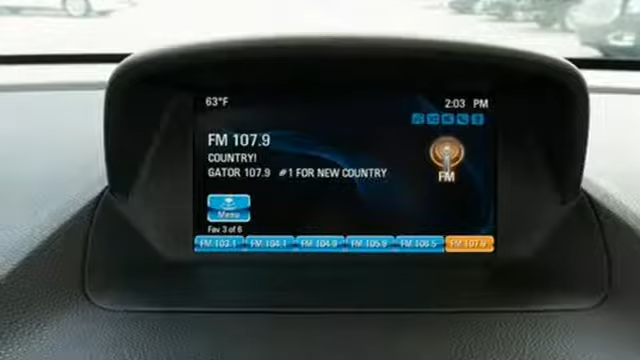 63°F
2:03 PM
FM 107.9
COUNTRY!
GATOR 107.9 #1 FOR NEW COUNTRY
FM
Menu
Fav 3 of 6
FM 103.1 FM 104.1 FM 104.9 FM 105.9 FM 106.5 FM 107.9